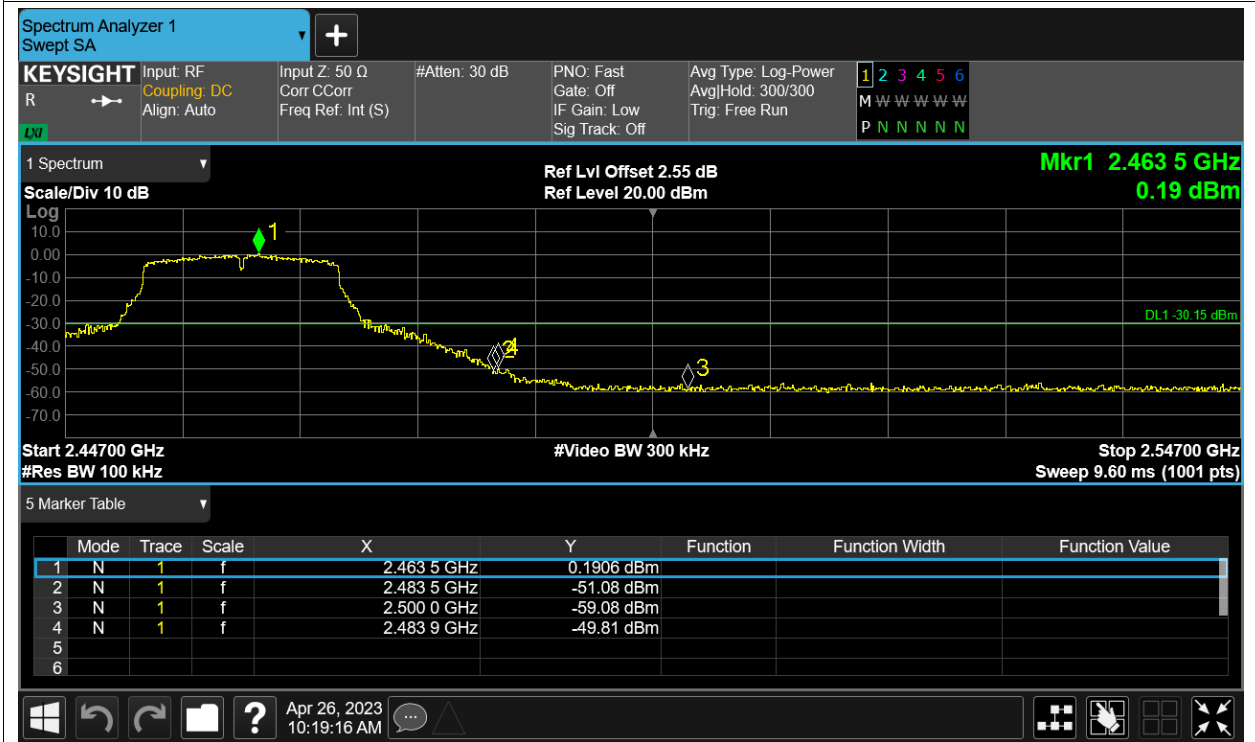 Spectrum Analyzer 1
Swept SA
+
KEYSIGHT Input: RF Input Z: 50 Ω #Atten: 30 dB PNO: Fast Avg Type: Log-Power 1 2 3 4 5 6
R Coupling: DC Corr CCorr Gate: Off Avg|Hold: 300/300 M W W W W W
Align: Auto Freq Ref: Int (S) IF Gain: Low Trig: Free Run
LXI Sig Track: Off P N N N N N
1 Spectrum Ref Lvl Offset 2.55 dB Mkr1 2.463 5 GHz
Scale/Div 10 dB Ref Level 20.00 dBm 0.19 dBm
Log
1
10.0
0.00
-10.0
-20.0
-30.0 DL1 -30.15 dBm
-40.0 2 4
-50.0 3
-60.0
-70.0
Start 2.44700 GHz #Video BW 300 kHz Stop 2.54700 GHz
#Res BW 100 kHz Sweep 9.60 ms (1001 pts)
5 Marker Table
Mode Trace Scale X Y Function Function Width Function Value
1 N 1 f 2.463 5 GHz 0.1906 dBm
2 N 1 f 2.483 5 GHz -51.08 dBm
3 N 1 f 2.500 0 GHz -59.08 dBm
4 N 1 f 2.483 9 GHz -49.81 dBm
5
6
? Apr 26, 2023
10:19:16 AM